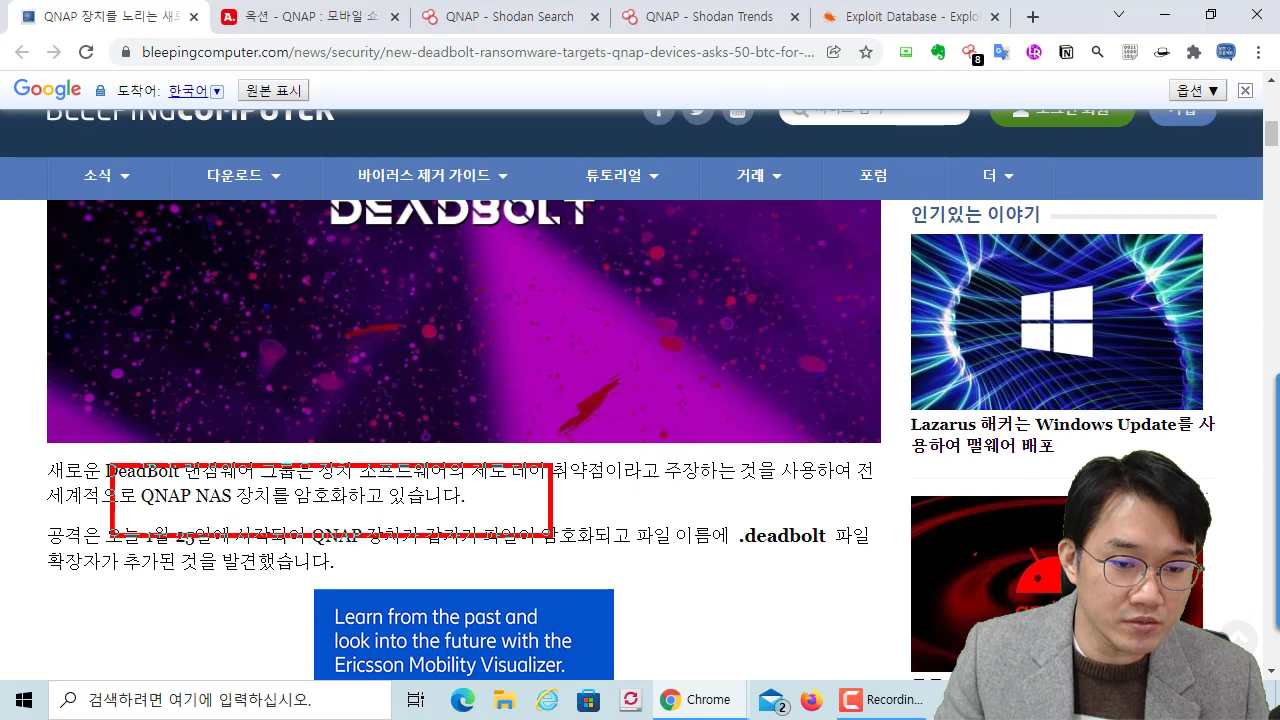 QNAP 장치를 노리는 새로
옥션 - QNAP : 모바일 쇼
QNAP - Shodan Search
QNAP - Shodan Trends
Exploit Database - Explo
bleepingcomputer.com/news/security/new-deadbolt-ransomware-targets-qnap-devices-asks-50-btc-for-...
8
Google 도착어: 한국어 원본 표시 옵션 ▼
BLEEPINGCOMPUTER
소식 다운로드 바이러스 제거 가이드 튜토리얼 거래 포럼 더
DEADBOLT
인기있는 이야기
Lazarus 해커는 Windows Update를 사
용하여 맬웨어 배포
새로운 DeadBolt 랜섬웨어 그룹은 장치 소프트웨어의 제로 데이 취약점이라고 주장하는 것을 사용하여 전
세계적으로 QNAP NAS 장치를 암호화하고 있습니다.
공격은 오늘 1월 25일에 시작되어 QNAP 장치가 갑자기 파일이 암호화되고 파일 이름에 .deadbolt 파일
확장자가 추가된 것을 발견했습니다.
Learn from the past and
look into the future with the
Ericsson Mobility Visualizer.
검색하려면 여기에 입력하십시오.
Chrome
2
Recordin...